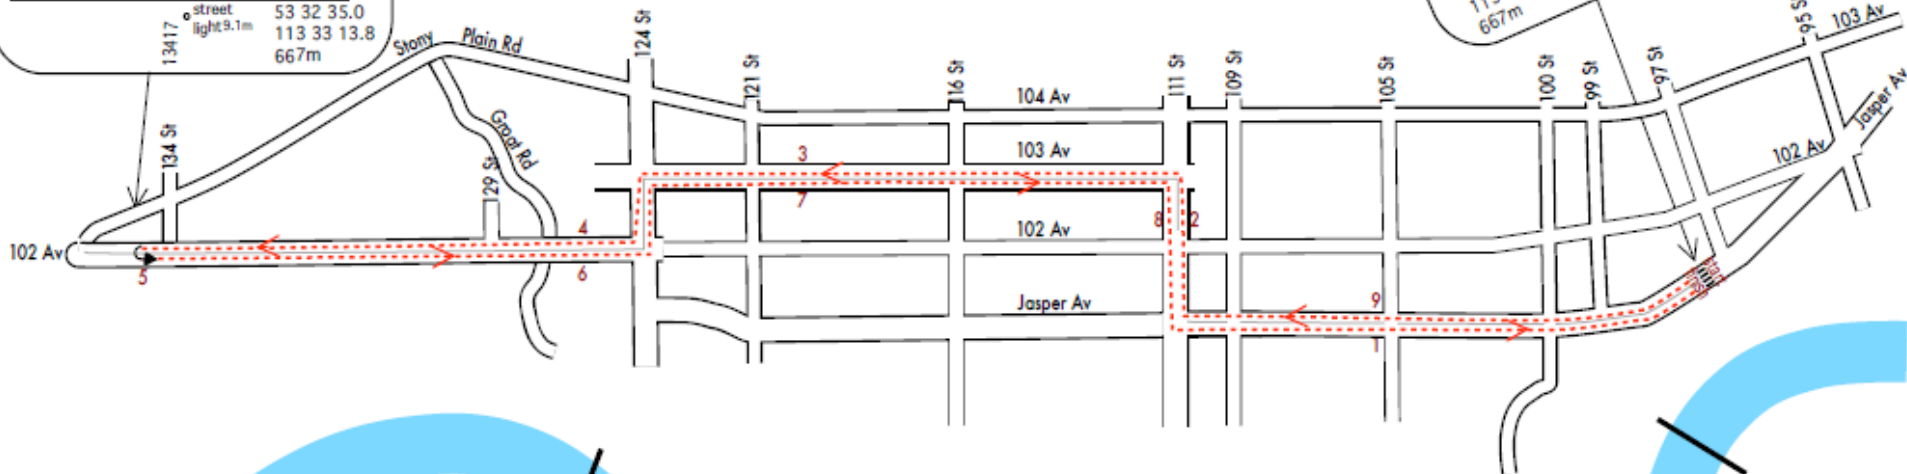 street
light 9.1m
13417
53 32 35.0
113 33 13.8
667m
667m
Stony
Plain Rd
124 St
121 St
116 St
111 St
109 St
105 St
100 St
99 St
97 St
95 St
103 Av
Jasper Av
104 Av
134 St
Groat Rd
129 St
3
103 Av
102 Av
7
4
102 Av
8
2
102 Av
5
6
Jasper Av
9
1